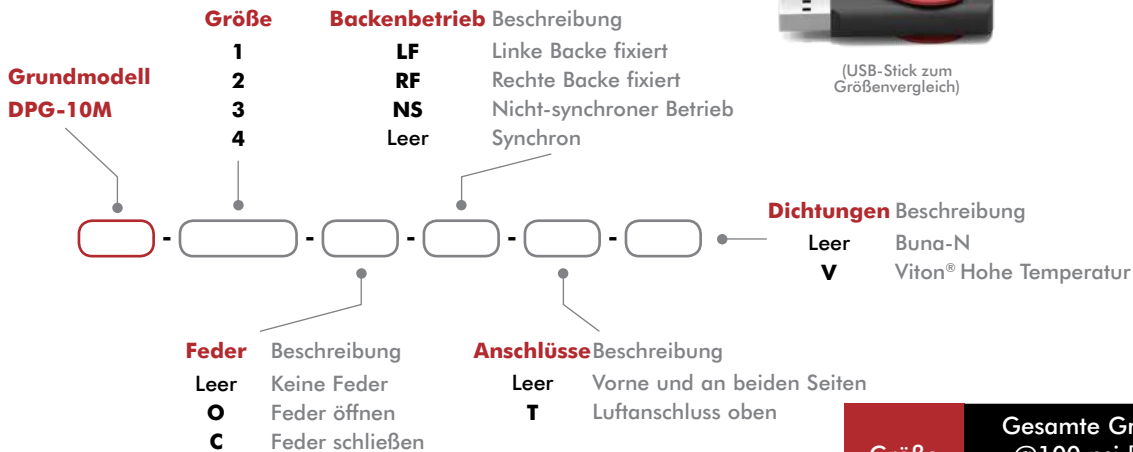 Größe
1
2
3
4
Backenbetrieb Beschreibung
LF Linke Backe fixiert
RF Rechte Backe fixiert
NS Nicht-synchroner Betrieb
Leer Synchron
(USB-Stick zum
Größenvergleich)
Grundmodell
DPG-10M
- - - - -
Dichtungen Beschreibung
Leer Buna-N
V Viton® Hohe Temperatur
Feder Beschreibung
Leer Keine Feder
O Feder öffnen
C Feder schließen
Anschlüsse Beschreibung
Leer Vorne und an beiden Seiten
T Luftanschluss oben
Gesamte